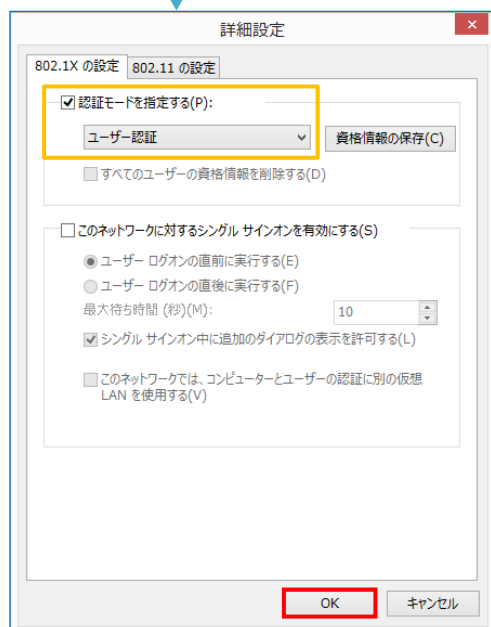 詳細設定
802.1X の設定 802.11 の設定
認証モードを指定する(P):
ユーザー認証 資格情報の保存(C)
すべてのユーザーの資格情報を削除する(D)
このネットワークに対するシングル サインオンを有効にする(S)
ユーザー ログオンの直前に実行する(E)
ユーザー ログオンの直後に実行する(F)
最大待ち時間 (秒)(M): 10
シングル サインオン中に追加のダイアログの表示を許可する(L)
このネットワークでは、コンピューターとユーザーの認証に別の仮想
LAN を使用する(V)
OK キャンセル